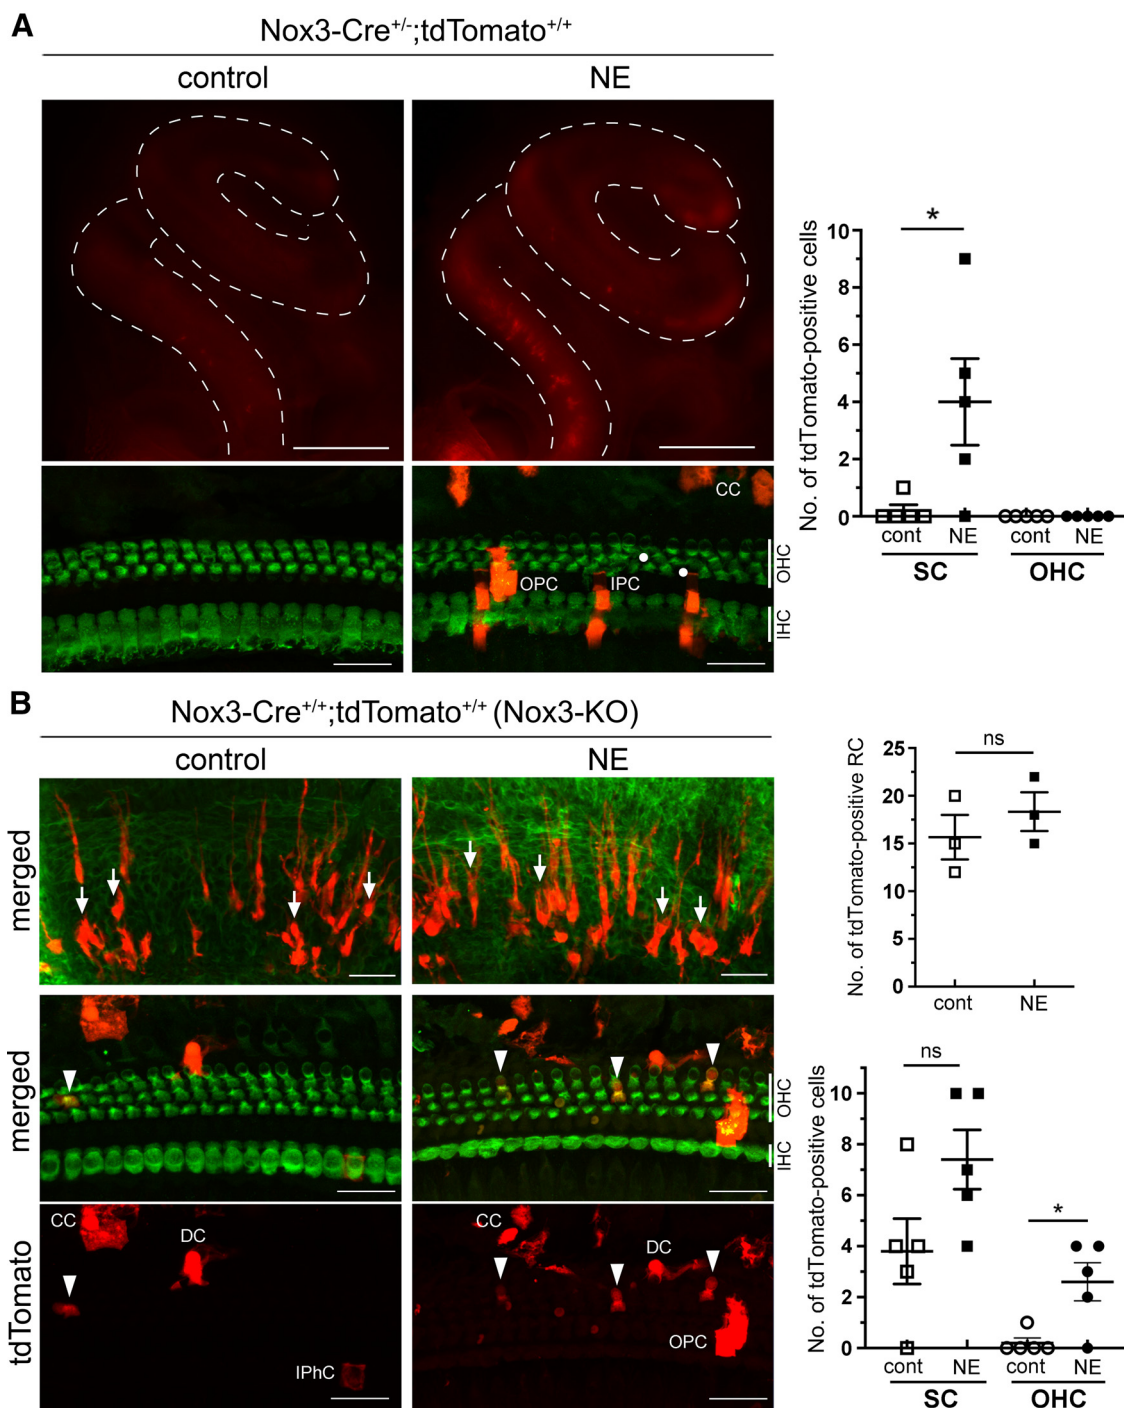 A
Nox3-Cre+/-;tdTomato+/+
control
NE
CC
OPC
IPC
OHC
IHC
No. of tdTomato-positive cells
10
8
6
4
2
0
*
cont
NE
cont
NE
SC
OHC
B
Nox3-Cre+/+;tdTomato+/+ (Nox3-KO)
control
NE
merged
merged
OHC
IHC
tdTomato
CC
DC
IPhC
CC
DC
OPC
No. of tdTomato-positive RC
25
20
15
10
5
0
ns
cont
NE
No. of tdTomato-positive cells
10
8
6
4
2
0
ns
*
cont
NE
cont
NE
SC
OHC